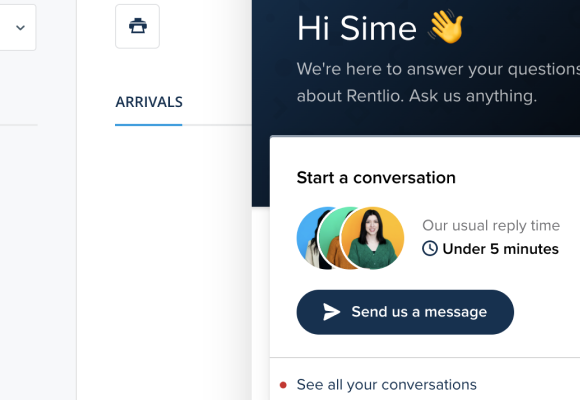 ARRIVALS
Hi Sime 👋
We're here to answer your questions
about Rentlio. Ask us anything.
Start a conversation
Our usual reply time
Under 5 minutes
Send us a message
See all your conversations